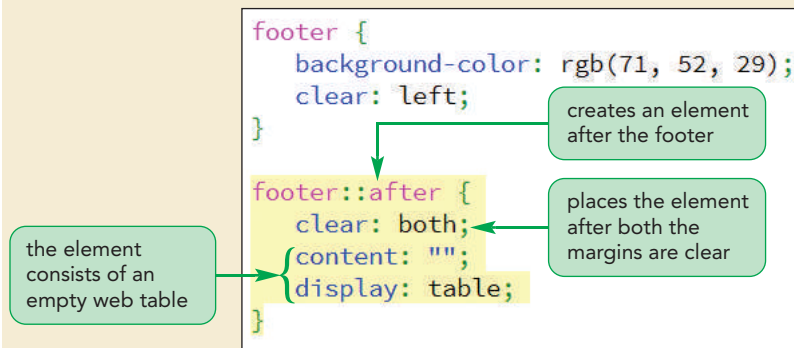 footer {
background-color: rgb(71, 52, 29);
clear: left;
}
creates an element
after the footer
footer::after {
clear: both;
content: "";
display: table;
}
places the element
after both the
margins are clear
the element
consists of an
empty web table